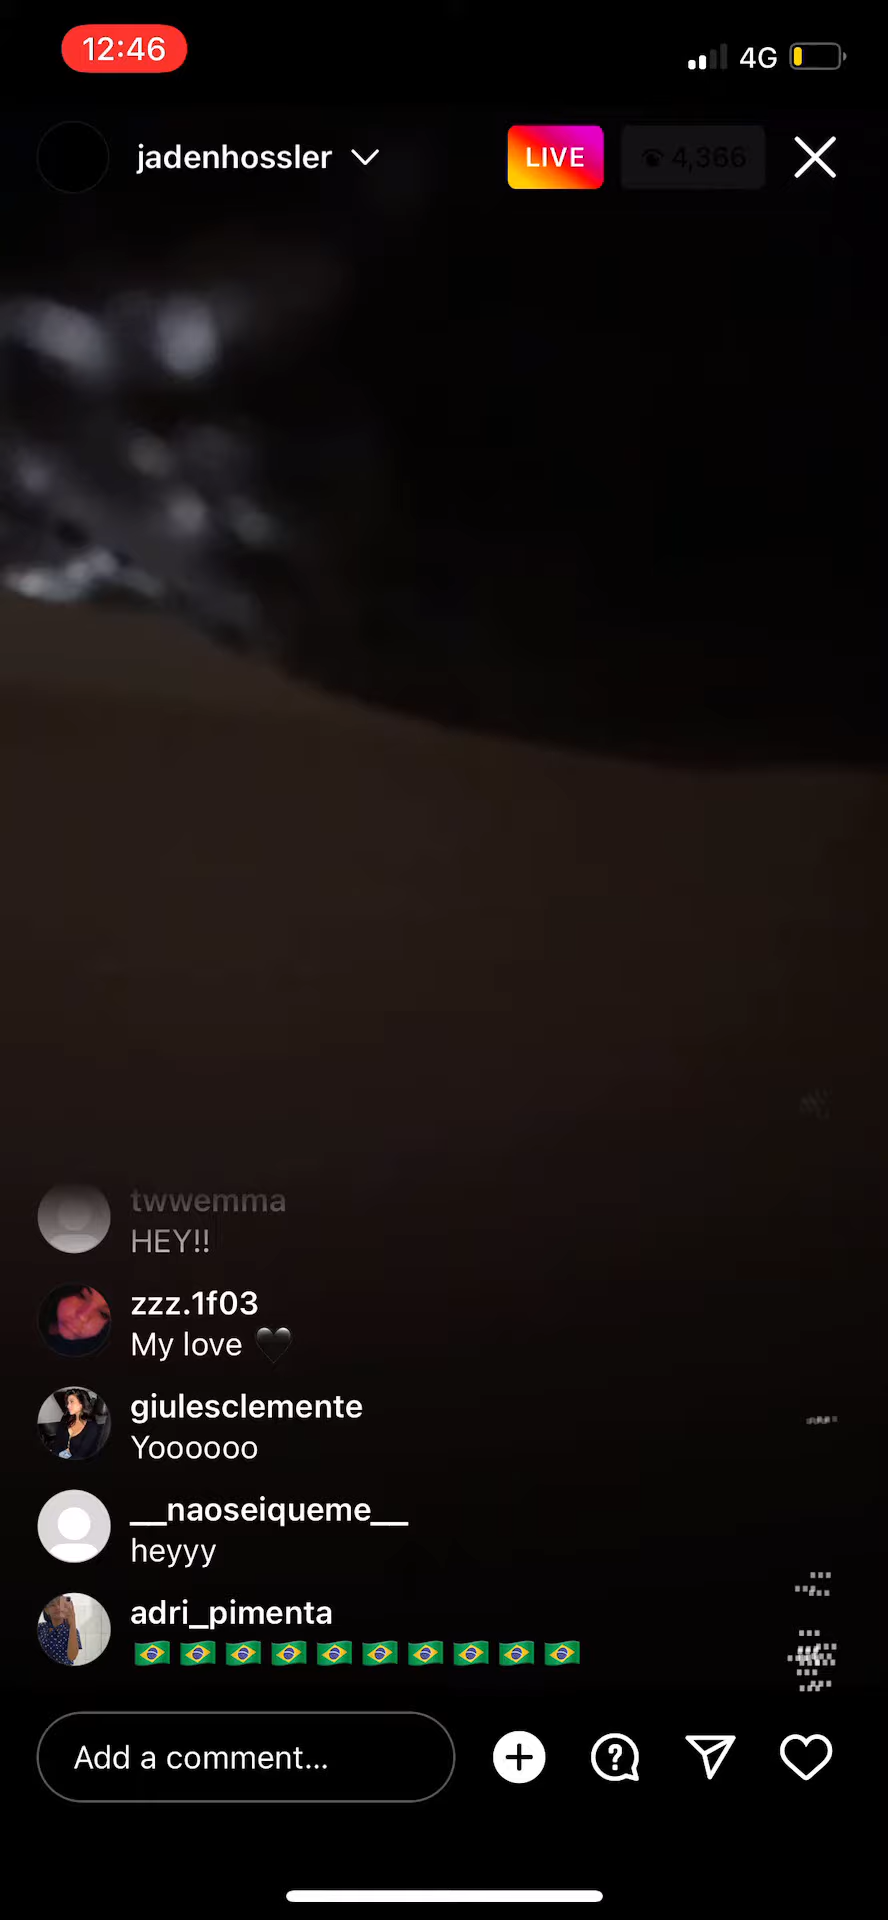 12:46
4G
jadenhossler
LIVE
4,366
twwemma
HEY!!
zzz.1f03
My love 🖤
giulesclemente
Yoooooo
__naoseiqueme__
heyyy
adri_pimenta
🇧🇷🇧🇷🇧🇷🇧🇷🇧🇷🇧🇷🇧🇷🇧🇷🇧🇷🇧🇷
Add a comment...